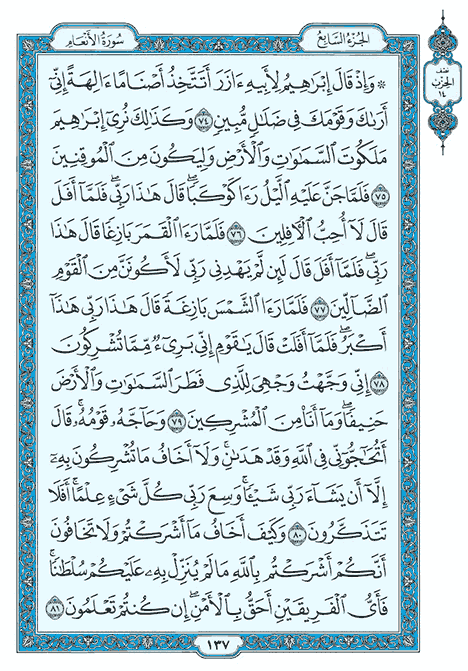 الجزء السابع
سورة الأنعام
نصف
الحزب
١٤
۞ وَإِذْ قَالَ إِبْرَٰهِيمُ لِأَبِيهِ ءَازَرَ أَتَتَّخِذُ أَصْنَامًا ءَالِهَةً إِنِّىٓ
أَرَىٰكَ وَقَوْمَكَ فِى ضَلَٰلٍ مُّبِينٍ ٧٤ وَكَذَٰلِكَ نُرِىٓ إِبْرَٰهِيمَ
مَلَكُوتَ ٱلسَّمَٰوَٰتِ وَٱلْأَرْضِ وَلِيَكُونَ مِنَ ٱلْمُوقِنِينَ
٧٥ فَلَمَّا جَنَّ عَلَيْهِ ٱلَّيْلُ رَءَا كَوْكَبًا ۖ قَالَ هَٰذَا رَبِّى ۖ فَلَمَّآ أَفَلَ
قَالَ لَآ أُحِبُّ ٱلْءَافِلِينَ ٧٦ فَلَمَّا رَءَا ٱلْقَمَرَ بَازِغًا قَالَ هَٰذَا
رَبِّى ۖ فَلَمَّآ أَفَلَ قَالَ لَئِن لَّمْ يَهْدِنِى رَبِّى لَأَكُونَنَّ مِنَ ٱلْقَوْمِ
ٱلضَّآلِّينَ ٧٧ فَلَمَّا رَءَا ٱلشَّمْسَ بَازِغَةً قَالَ هَٰذَا رَبِّى هَٰذَآ
أَكْبَرُ ۖ فَلَمَّآ أَفَلَتْ قَالَ يَٰقَوْمِ إِنِّى بَرِىٓءٌ مِّمَّا تُشْرِكُونَ
٧٨ إِنِّى وَجَّهْتُ وَجْهِىَ لِلَّذِى فَطَرَ ٱلسَّمَٰوَٰتِ وَٱلْأَرْضَ
حَنِيفًا ۖ وَمَآ أَنَا۠ مِنَ ٱلْمُشْرِكِينَ ٧٩ وَحَآجَّهُۥ قَوْمُهُۥ ۚ قَالَ
أَتُحَٰٓجُّوٓنِّى فِى ٱللَّهِ وَقَدْ هَدَىٰنِ ۚ وَلَآ أَخَافُ مَا تُشْرِكُونَ بِهِۦٓ
إِلَّآ أَن يَشَآءَ رَبِّى شَيْـًٔا ۗ وَسِعَ رَبِّى كُلَّ شَىْءٍ عِلْمًا ۗ أَفَلَا
تَتَذَكَّرُونَ ٨٠ وَكَيْفَ أَخَافُ مَآ أَشْرَكْتُمْ وَلَا تَخَافُونَ
أَنَّكُمْ أَشْرَكْتُم بِٱللَّهِ مَا لَمْ يُنَزِّلْ بِهِۦ عَلَيْكُمْ سُلْطَٰنًا ۚ
فَأَىُّ ٱلْفَرِيقَيْنِ أَحَقُّ بِٱلْأَمْنِ ۖ إِن كُنتُمْ تَعْلَمُونَ ٨١
١٣٧